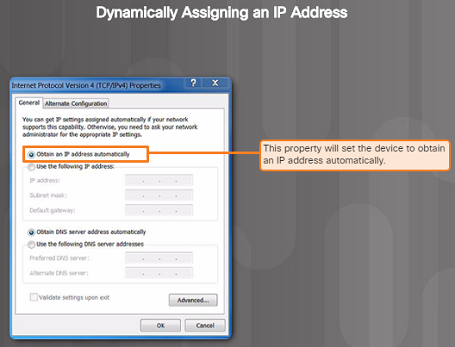 Dynamically Assigning an IP Address
Internet Protocol Version 4 (TCP/IPv4) Properties
General
Alternate Configuration
You can get IP settings assigned automatically if your network
supports this capability. Otherwise, you need to ask your network
administrator for the appropriate IP settings.
Obtain an IP address automatically
This property will set the device to obtain
an IP address automatically.
Use the following IP address:
IP address:
Subnet mask:
Default gateway:
Obtain DNS server address automatically
Use the following DNS server addresses
Preferred DNS server:
Alternate DNS server:
Validate settings upon exit
Advanced...
OK
Cancel